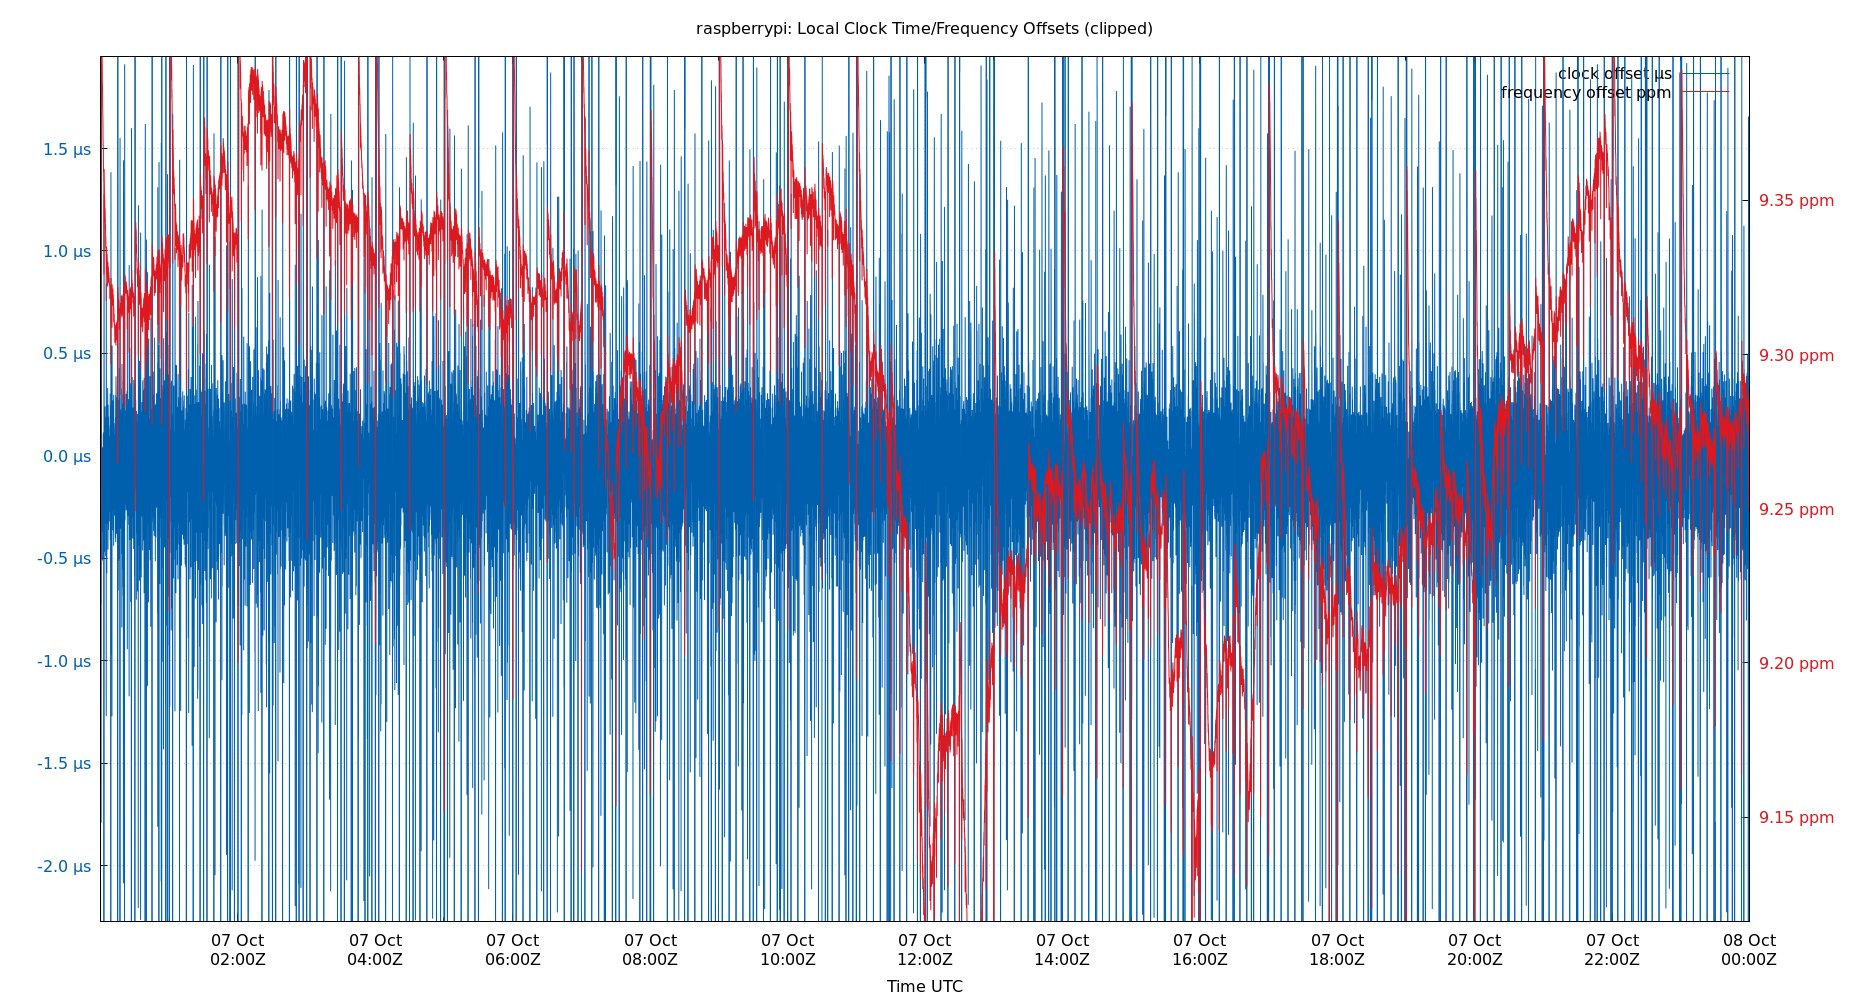 raspberrypi: Local Clock Time/Frequency Offsets (clipped)
clock offset µs
frequency offset ppm
1.5 µs
1.0 µs
0.5 µs
0.0 µs
-0.5 µs
-1.0 µs
-1.5 µs
-2.0 µs
9.35 ppm
9.30 ppm
9.25 ppm
9.20 ppm
9.15 ppm
07 Oct 07 Oct 07 Oct 07 Oct 07 Oct 07 Oct 07 Oct 07 Oct 07 Oct 07 Oct 07 Oct 08 Oct
02:00Z 04:00Z 06:00Z 08:00Z 10:00Z 12:00Z 14:00Z 16:00Z 18:00Z 20:00Z 22:00Z 00:00Z
Time UTC